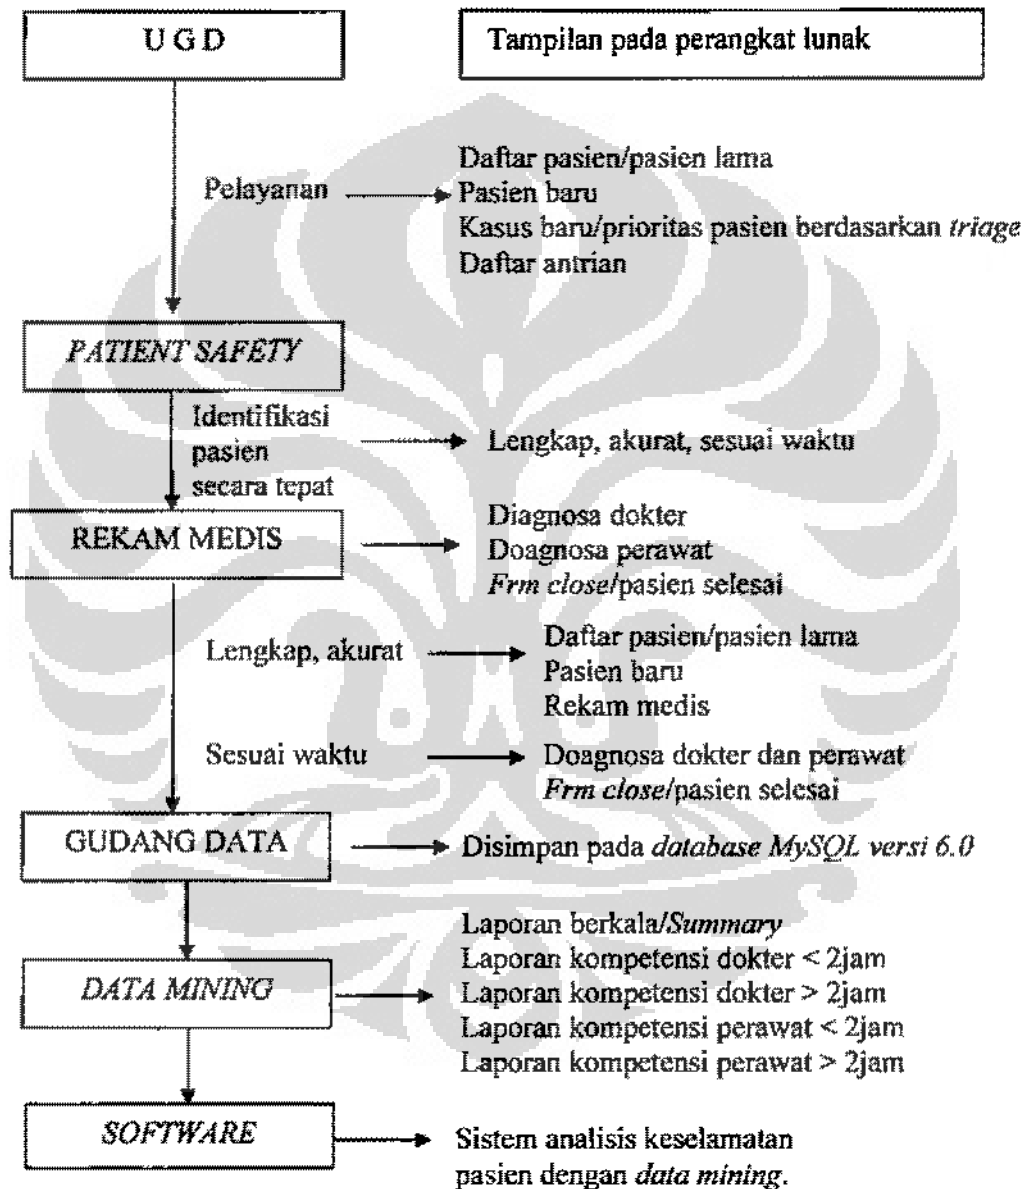 U G D
Tampilan pada perangkat lunak
Pelayanan
Daftar pasien/pasien lama
Pasien baru
Kasus baru/prioritas pasien berdasarkan triage
Daftar antrian
PATIENT SAFETY
Identifikasi
pasien
secara tepat
Lengkap, akurat, sesuai waktu
REKAM MEDIS
Diagnosa dokter
Doagnosa perawat
Frm close/pasien selesai
Lengkap, akurat
Daftar pasien/pasien lama
Pasien baru
Rekam medis
Sesuai waktu
Doagnosa dokter dan perawat
Frm close/pasien selesai
GUDANG DATA
Disimpan pada database MySQL versi 6.0
DATA MINING
Laporan berkala/Summary
Laporan kompetensi dokter < 2jam
Laporan kompetensi dokter > 2jam
Laporan kompetensi perawat < 2jam
Laporan kompetensi perawat > 2jam
SOFTWARE
Sistem analisis keselamatan
pasien dengan data mining.